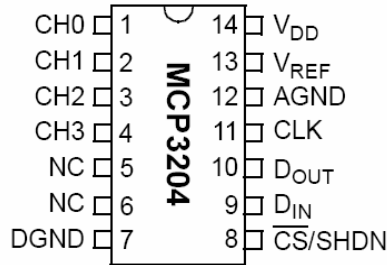 CH0 1 14 VDD
CH1 2 13 VREF
CH2 3 12 AGND
CH3 4 11 CLK
NC 5 10 DOUT
NC 6 9 DIN
DGND 7 8 CS/SHDN
MCP3204